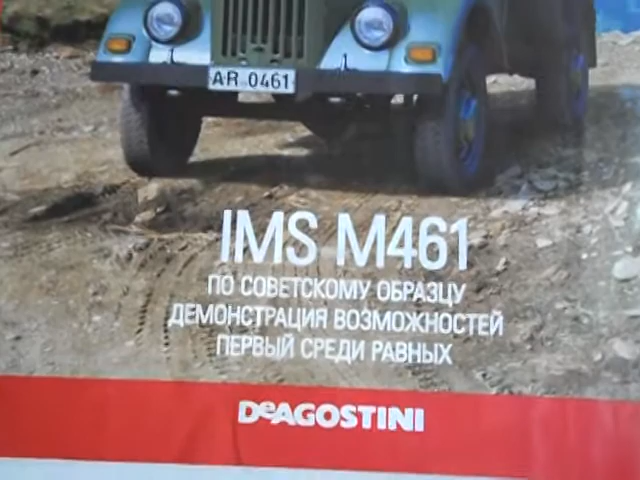 AR 0461
IMS M461
ПО СОВЕТСКОМУ ОБРАЗЦУ
ДЕМОНСТРАЦИЯ ВОЗМОЖНОСТЕЙ
ПЕРВЫЙ СРЕДИ РАВНЫХ
DeAGOSTINI